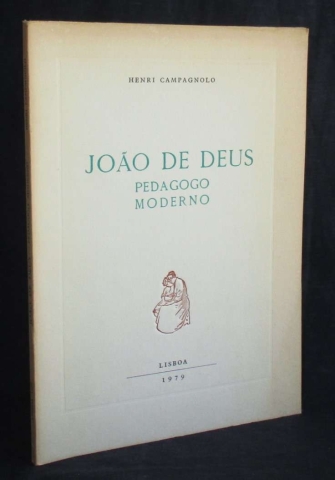 HENRI CAMPAGNOLO
JOÃO DE DEUS
PEDAGOGO
MODERNO
LISBOA
1979